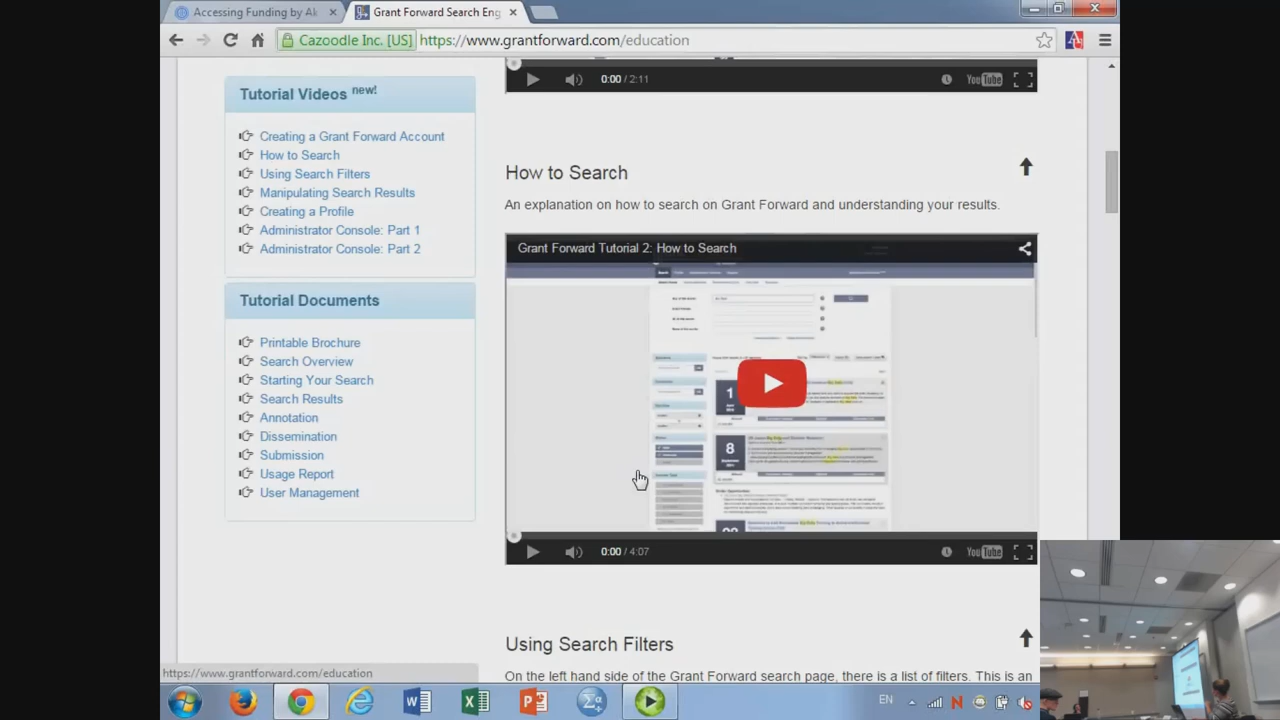 Accessing Funding by Ak
Grant Forward Search Eng
Cazoodle Inc. [US]
https://www.grantforward.com/education
Tutorial Videos new!
Creating a Grant Forward Account
How to Search
Using Search Filters
Manipulating Search Results
Creating a Profile
Administrator Console: Part 1
Administrator Console: Part 2
Tutorial Documents
Printable Brochure
Search Overview
Starting Your Search
Search Results
Annotation
Dissemination
Submission
Usage Report
User Management
0:00 / 2:11
YouTube
How to Search
An explanation on how to search on Grant Forward and understanding your results.
Grant Forward Tutorial 2: How to Search
1
8
0:00 / 4:07
YouTube
Using Search Filters
On the left hand side of the Grant Forward search page, there is a list of filters. This is an
https://www.grantforward.com/education
EN